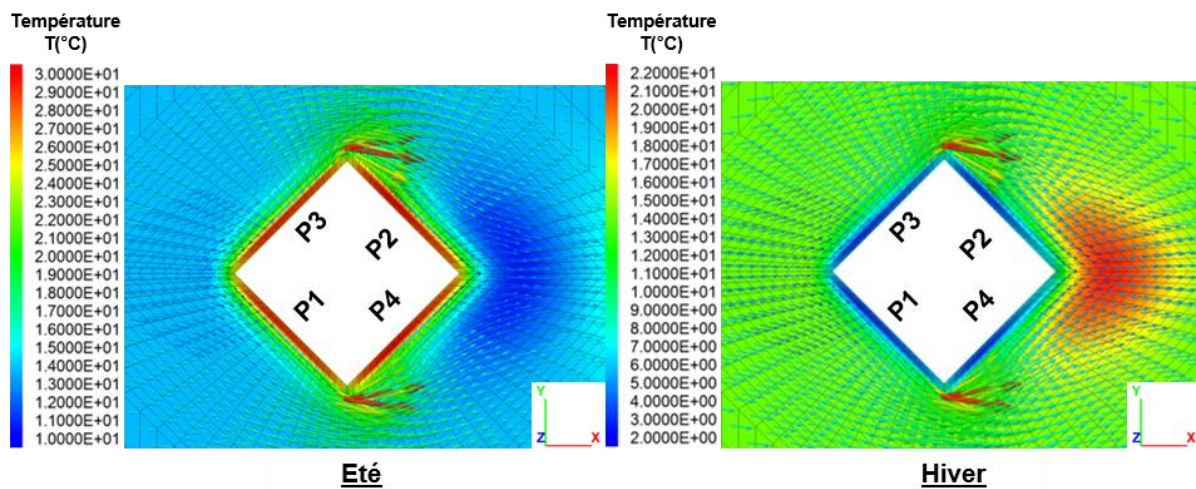 Température
T(°C)
3.0000E+01
2.9000E+01
2.8000E+01
2.7000E+01
2.6000E+01
2.5000E+01
2.4000E+01
2.3000E+01
2.2000E+01
2.1000E+01
2.0000E+01
1.9000E+01
1.8000E+01
1.7000E+01
1.6000E+01
1.5000E+01
1.4000E+01
1.3000E+01
1.2000E+01
1.1000E+01
1.0000E+01
P3
P2
P1
P4
Y
Z
X
Eté
Température
T(°C)
2.2000E+01
2.1000E+01
2.0000E+01
1.9000E+01
1.8000E+01
1.7000E+01
1.6000E+01
1.5000E+01
1.4000E+01
1.3000E+01
1.2000E+01
1.1000E+01
1.0000E+01
9.0000E+00
8.0000E+00
7.0000E+00
6.0000E+00
5.0000E+00
4.0000E+00
3.0000E+00
2.0000E+00
P3
P2
P1
P4
Y
Z
X
Hiver